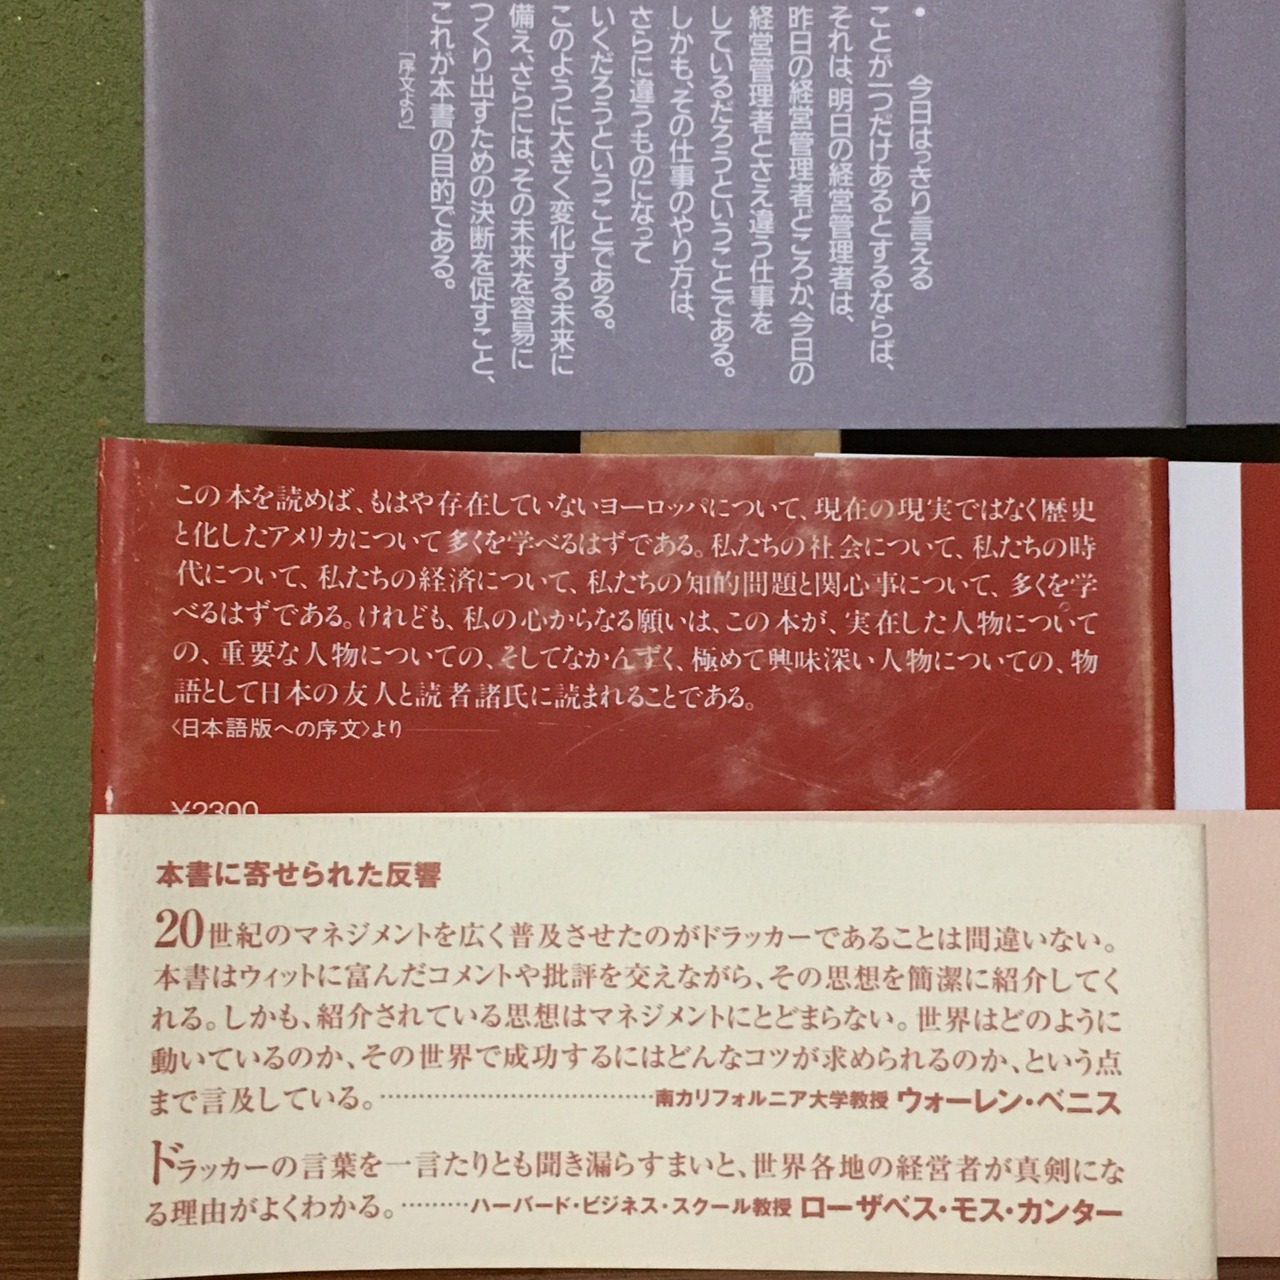 今日はっきり言える
ことが一つだけあるとするならば、
それは、明日の経営管理者は、
昨日の経営管理者どころか、今日の
経営管理者とさえ違う仕事を
しているだろうということである。
しかも、その仕事のやり方は、
さらに違うものになって
いくだろうということである。
このように大きく変化する未来に
備え、さらには、その未来を容易に
つくり出すための決断を促すこと、
これが本書の目的である。
──「序文より」
この本を読めば、もはや存在していないヨーロッパについて、現在の現実ではなく歴史
と化したアメリカについて多くを学べるはずである。私たちの社会について、私たちの時
代について、私たちの経済について、私たちの知的問題と関心事について、多くを学
べるはずである。けれども、私の心からなる願いは、この本が、実在した人物について
の、重要な人物についての、そしてなかんずく、極めて興味深い人物についての、物
語として日本の友人と読者諸氏に読まれることである。
〈日本語版への序文〉より
¥2300
本書に寄せられた反響
20世紀のマネジメントを広く普及させたのがドラッカーであることは間違いない。
本書はウィットに富んだコメントや批評を交えながら、その思想を簡潔に紹介してく
れる。しかも、紹介されている思想はマネジメントにとどまらない。世界はどのように
動いているのか、その世界で成功するにはどんなコツが求められるのか、という点
まで言及している。…………………………南カリフォルニア大学教授 ウォーレン・ベニス
ドラッカーの言葉を一言たりとも聞き漏らすまいと、世界各地の経営者が真剣にな
る理由がよくわかる。………ハーバード・ビジネス・スクール教授 ローザベス・モス・カンター